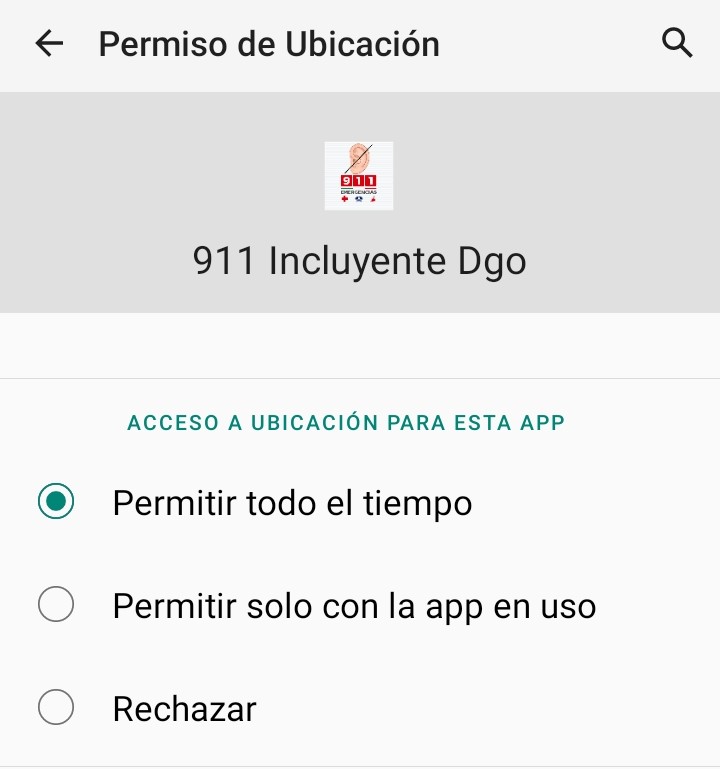 Permiso de Ubicación
911
EMERGENCIAS
911 Incluyente Dgo
ACCESO A UBICACIÓN PARA ESTA APP
Permitir todo el tiempo
Permitir solo con la app en uso
Rechazar